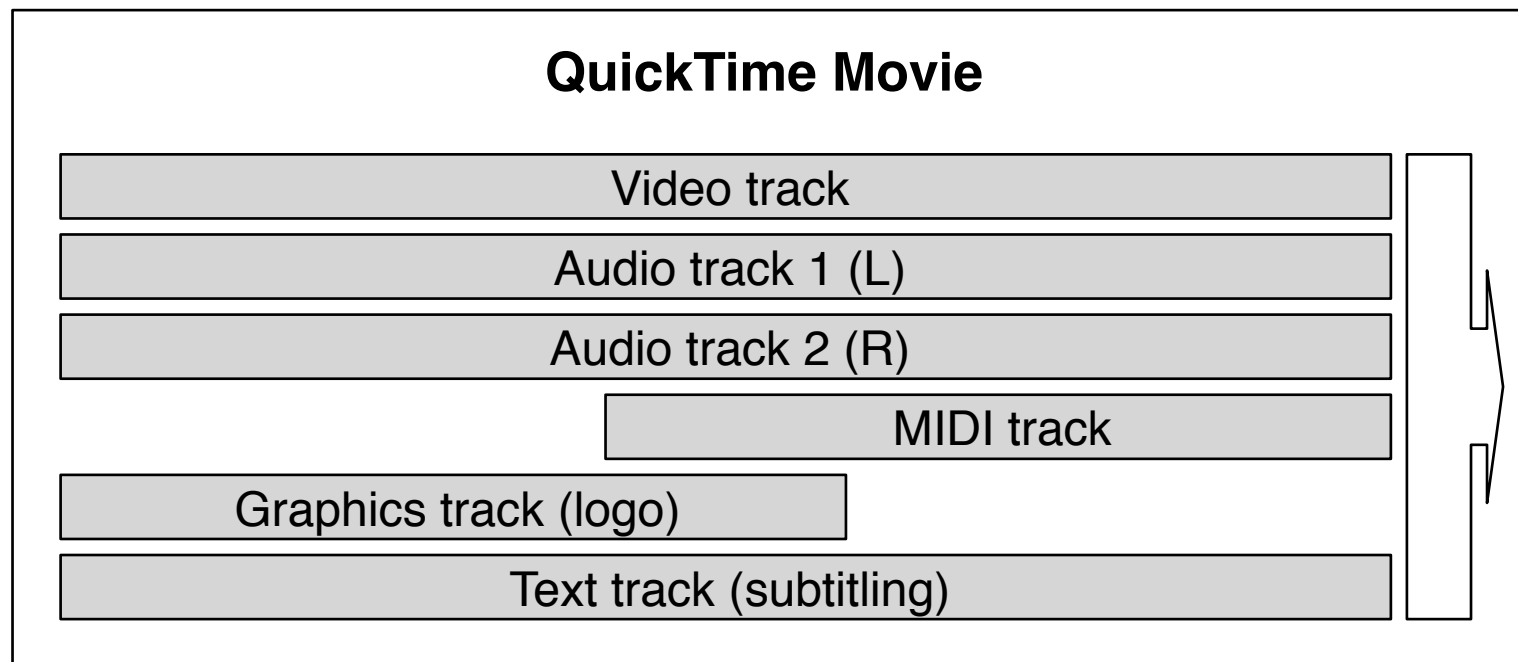 QuickTime Movie
Video track
Audio track 1 (L)
Audio track 2 (R)
MIDI track
Graphics track (logo)
Text track (subtitling)